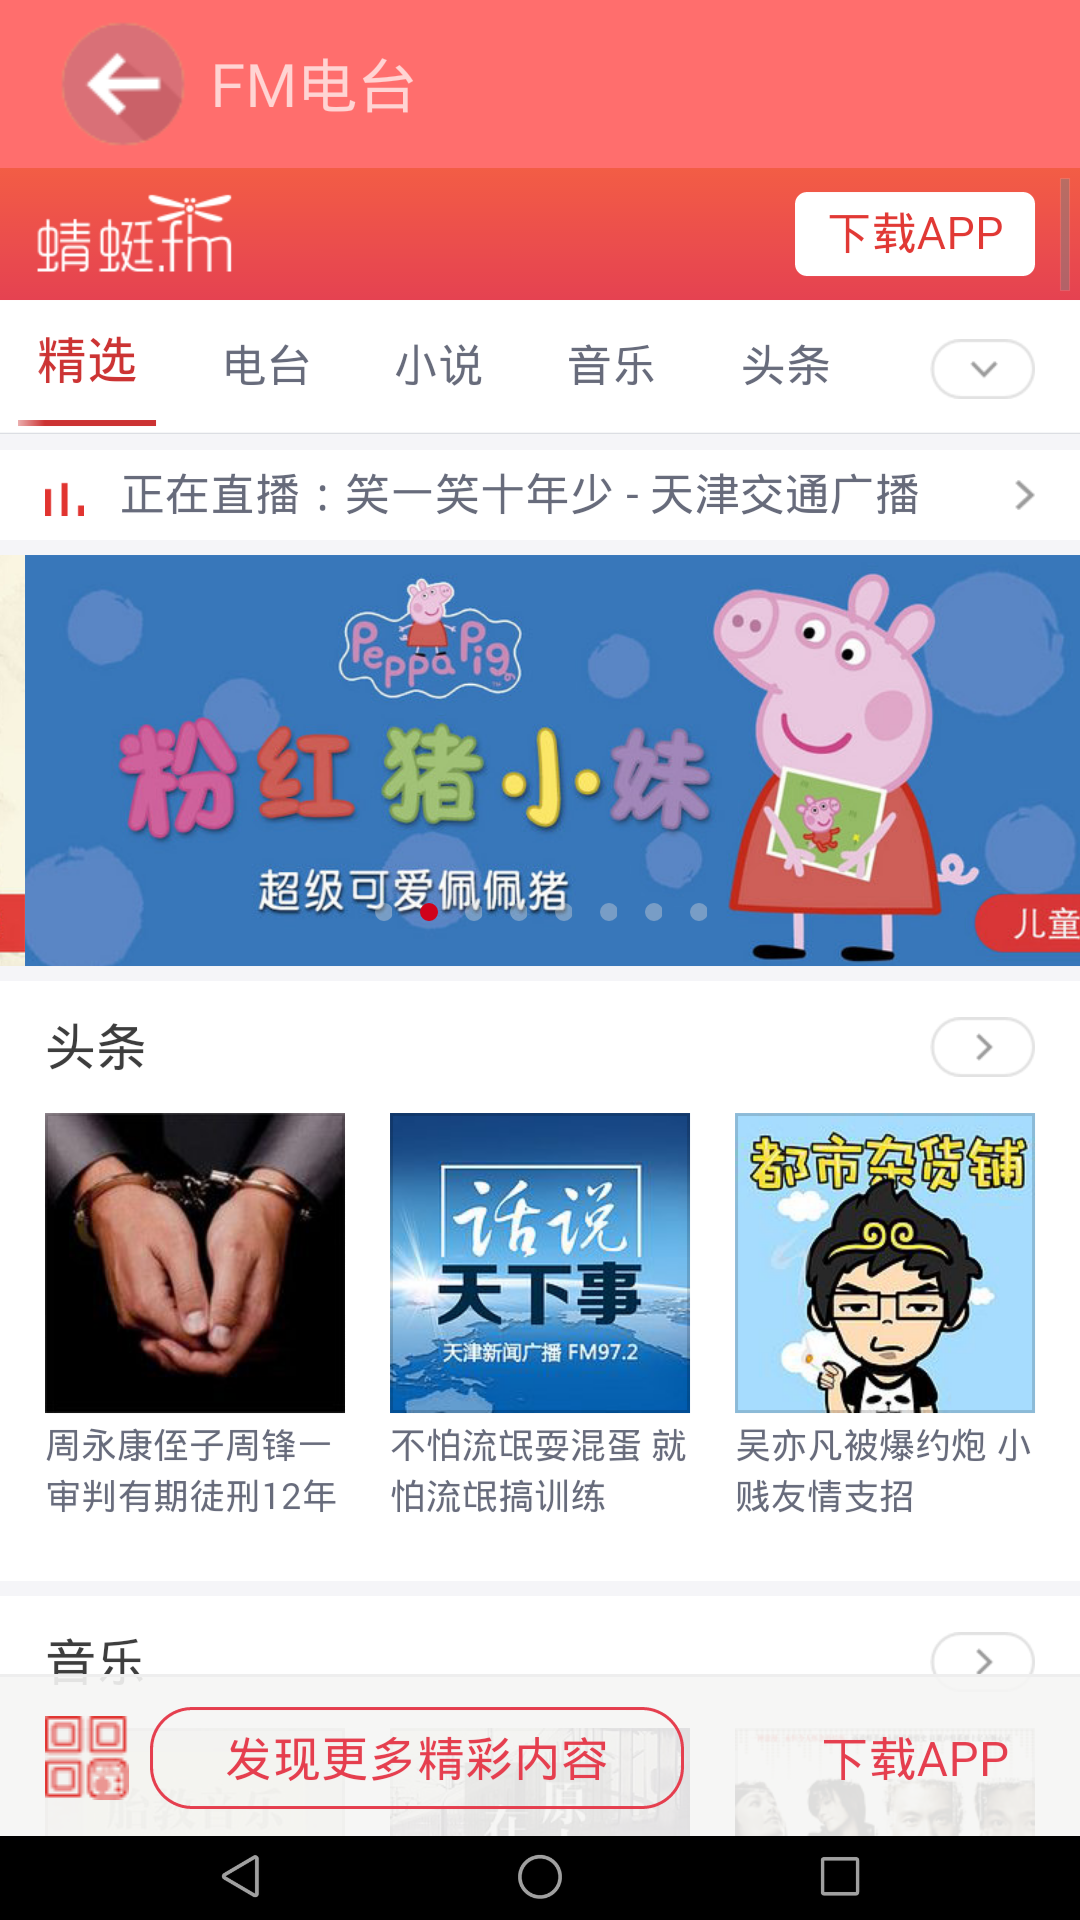 FM电台
蜻蜓.fm
下载APP
精选 电台 小说 音乐 头条
正在直播：笑一笑十年少 - 天津交通广播
Peppa Pig
粉红猪小妹
超级可爱佩佩猪
儿童
头条
话说
天下事
天津新闻广播 FM97.2
都市杂货铺
周永康侄子周锋一
审判有期徒刑12年
不怕流氓耍混蛋 就
怕流氓搞训练
吴亦凡被爆约炮 小
贱友情支招
音乐
发现更多精彩内容
下载APP
胎教音乐